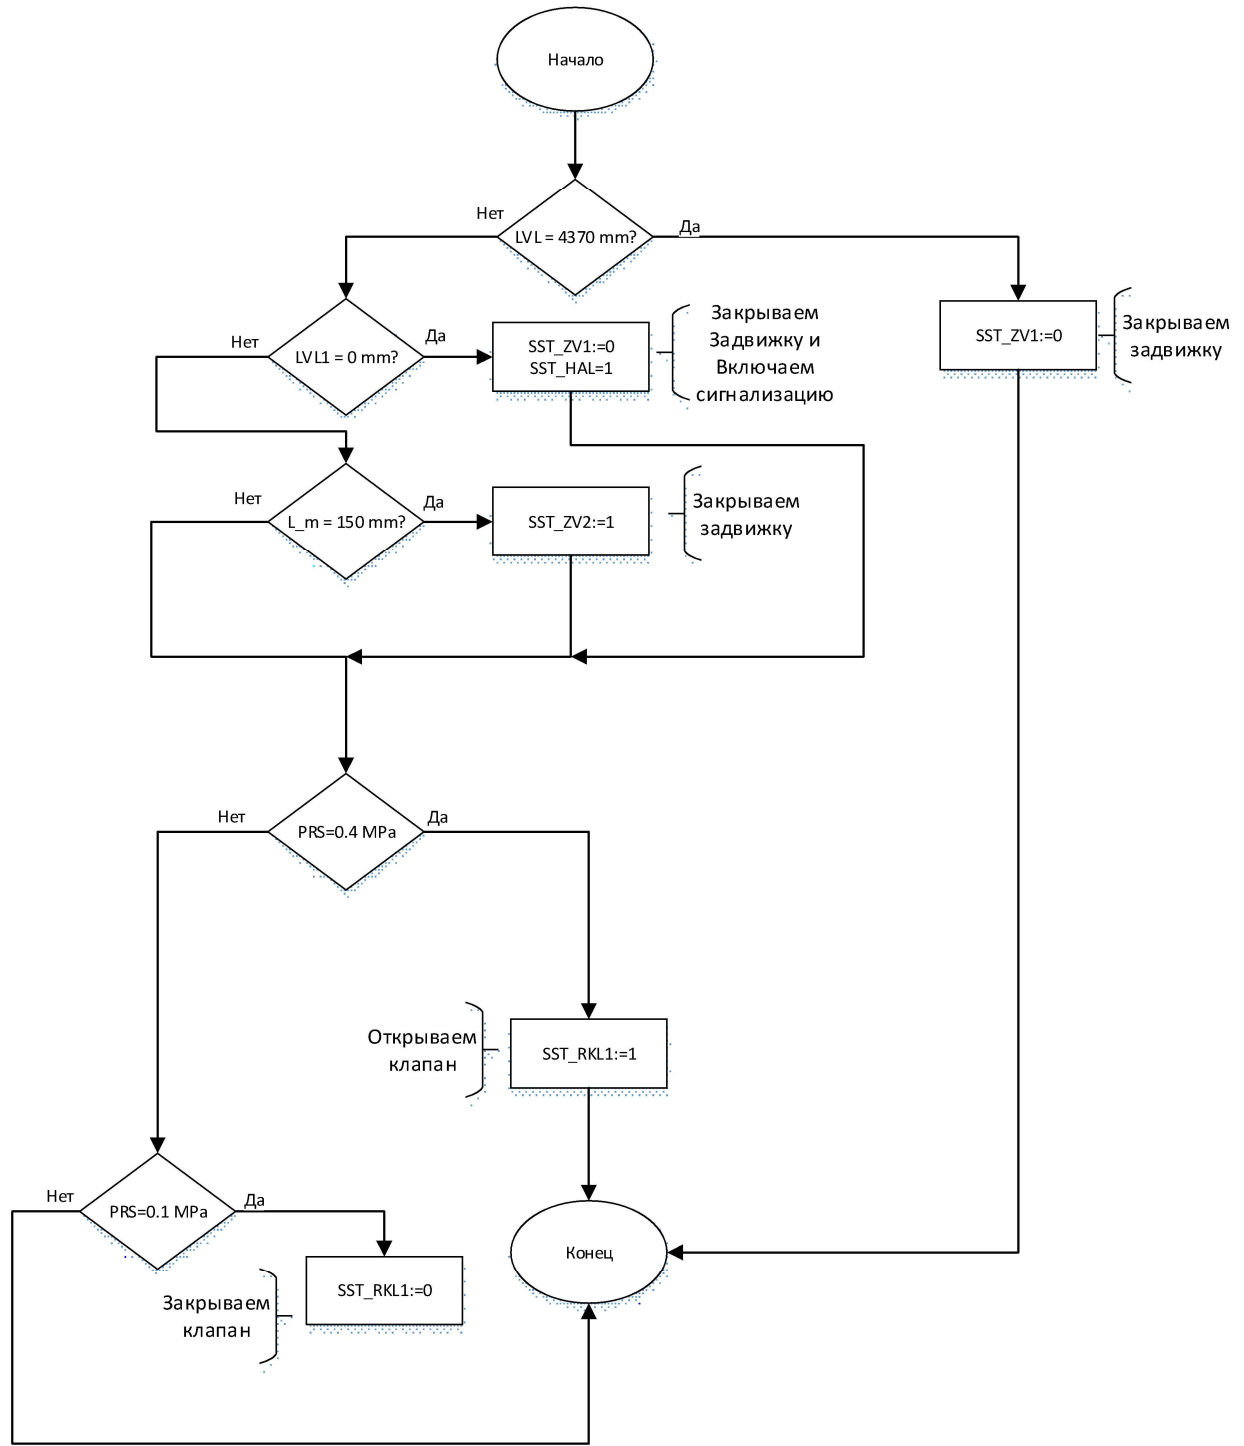 Начало
LVL = 4370 mm?
Нет
Да
LVL1 = 0 mm?
Нет
Да
SST_ZV1:=0
SST_HAL=1
Закрываем
Задвижку и
Включаем
сигнализацию
SST_ZV1:=0
Закрываем
задвижку
L_m = 150 mm?
Нет
Да
SST_ZV2:=1
Закрываем
задвижку
PRS=0.4 MPa
Нет
Да
Открываем
клапан
SST_RKL1:=1
PRS=0.1 MPa
Нет
Да
SST_RKL1:=0
Закрываем
клапан
Конец